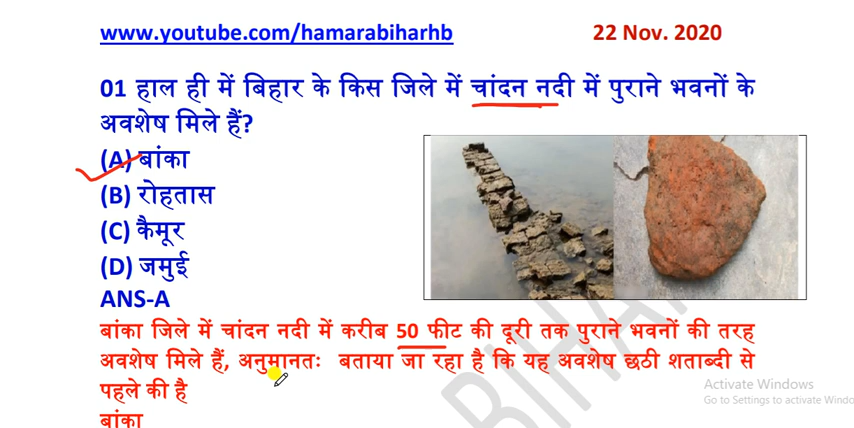 www.youtube.com/hamarabiharhb
22 Nov. 2020
01 हाल ही में बिहार के किस जिले में चांदन नदी में पुराने भवनों के
अवशेष मिले हैं?
(A) बांका
(B) रोहतास
(C) कैमूर
(D) जमुई
ANS-A
बांका जिले में चांदन नदी में करीब 50 फीट की दूरी तक पुराने भवनों की तरह
अवशेष मिले हैं, अनुमानतः बताया जा रहा है कि यह अवशेष छठी शताब्दी से
पहले की है
बांका
BIHAR
Activate Windows
Go to Settings to activate Windo